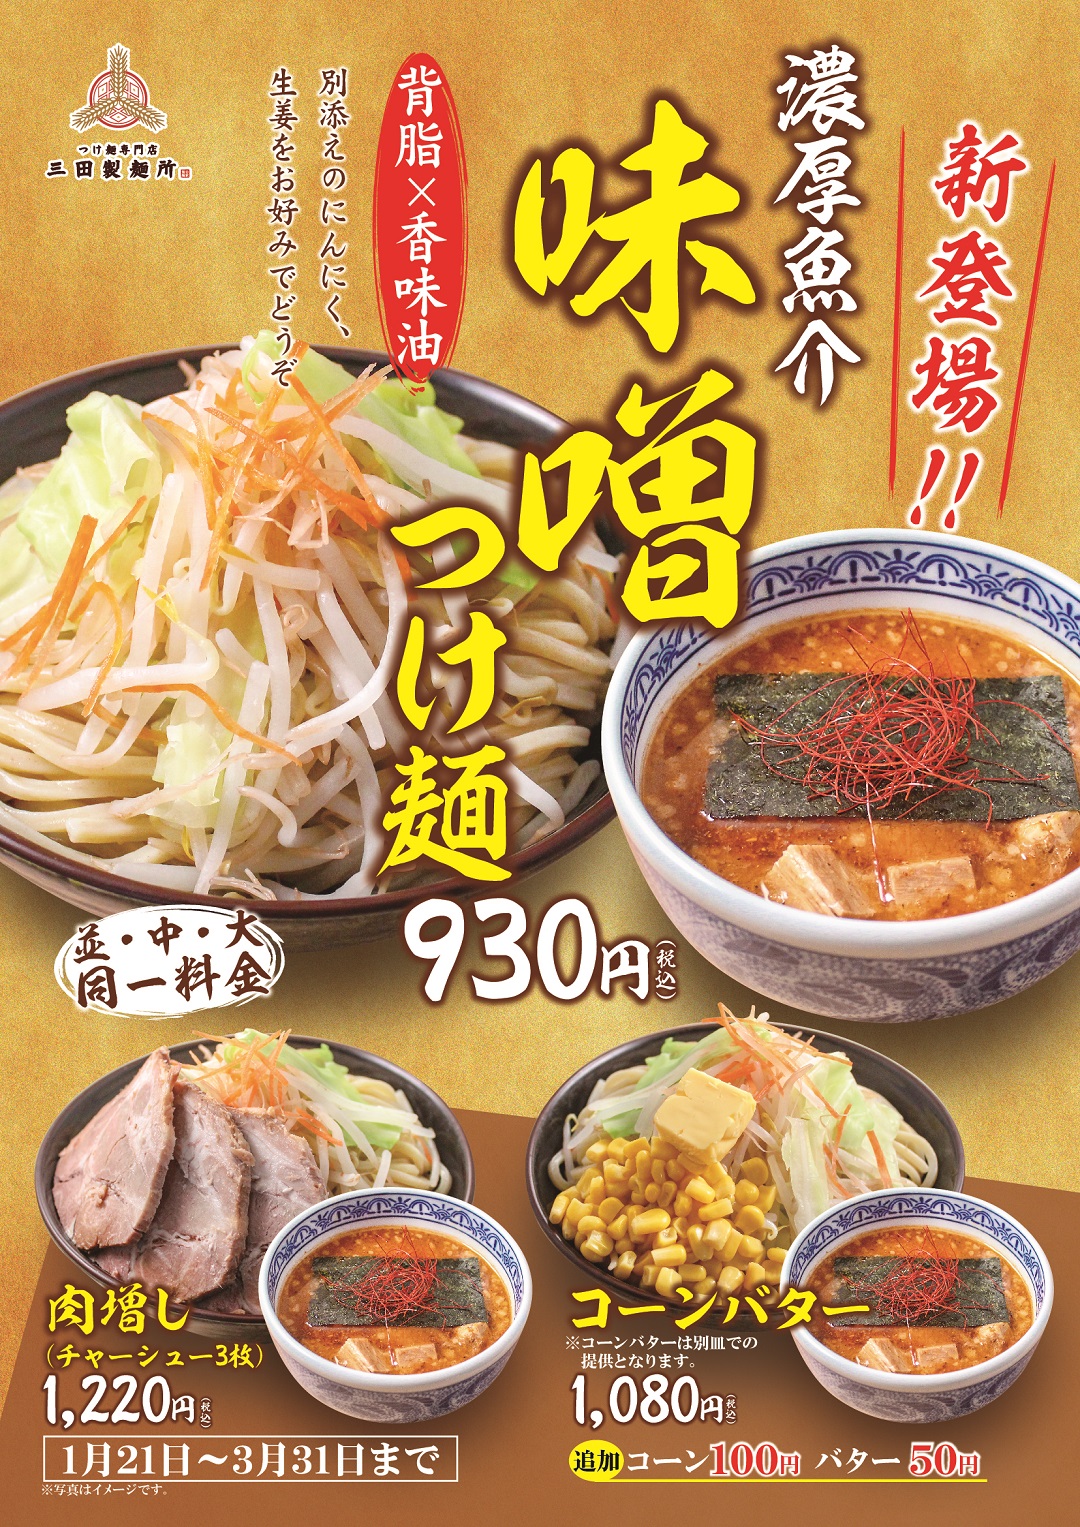 新登場!!
濃厚魚介
味噌
つけ麺
背脂×香味油
別添えのにんにく、
生姜をお好みでどうぞ
つけ麺専門店
三田製麺所
930円(税込)
並・中・大
同一料金
肉増し
(チャーシュー3枚)
1,220円(税込)
コーンバター
※コーンバターは別皿での
提供となります。
1,080円(税込)
1月21日〜3月31日まで
追加 コーン100円 バター50円
※写真はイメージです。